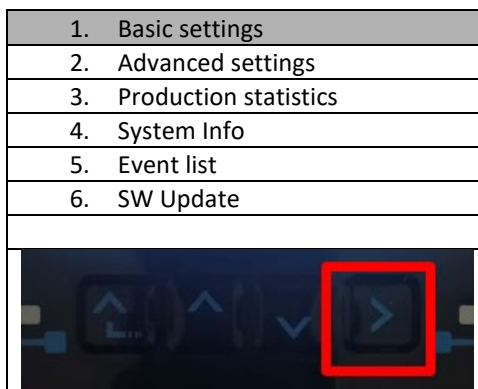 1. Basic settings
2. Advanced settings
3. Production statistics
4. System Info
5. Event list
6. SW Update